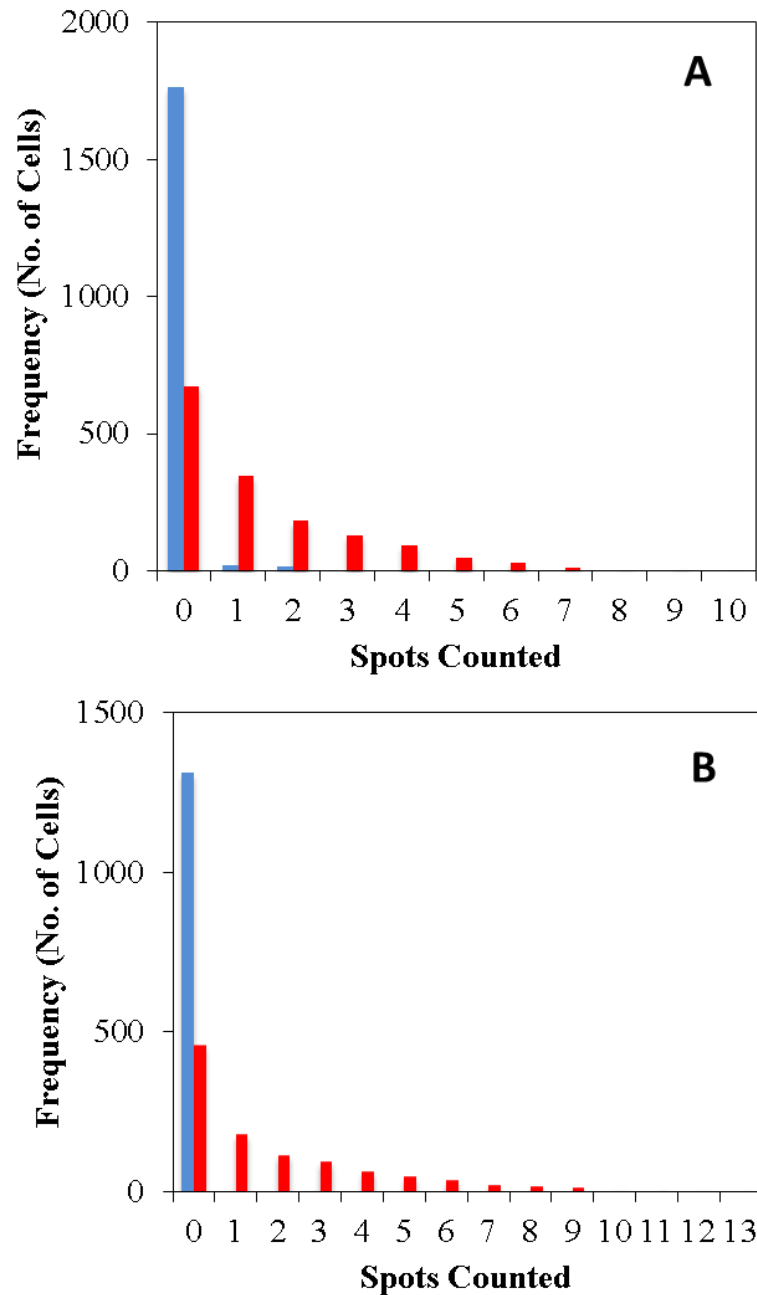 A
2000
1500
1000
500
0
Frequency (No. of Cells)
0 1 2 3 4 5 6 7 8 9 10
Spots Counted
B
1500
1000
500
0
Frequency (No. of Cells)
0 1 2 3 4 5 6 7 8 9 10 11 12 13
Spots Counted